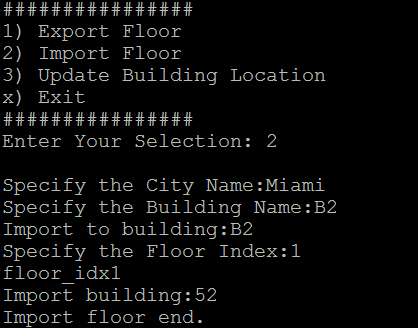 ################
1) Export Floor
2) Import Floor
3) Update Building Location
x) Exit
################
Enter Your Selection: 2

Specify the City Name:Miami
Specify the Building Name:B2
Import to building:B2
Specify the Floor Index:1
floor_idx1
Import building:52
Import floor end.